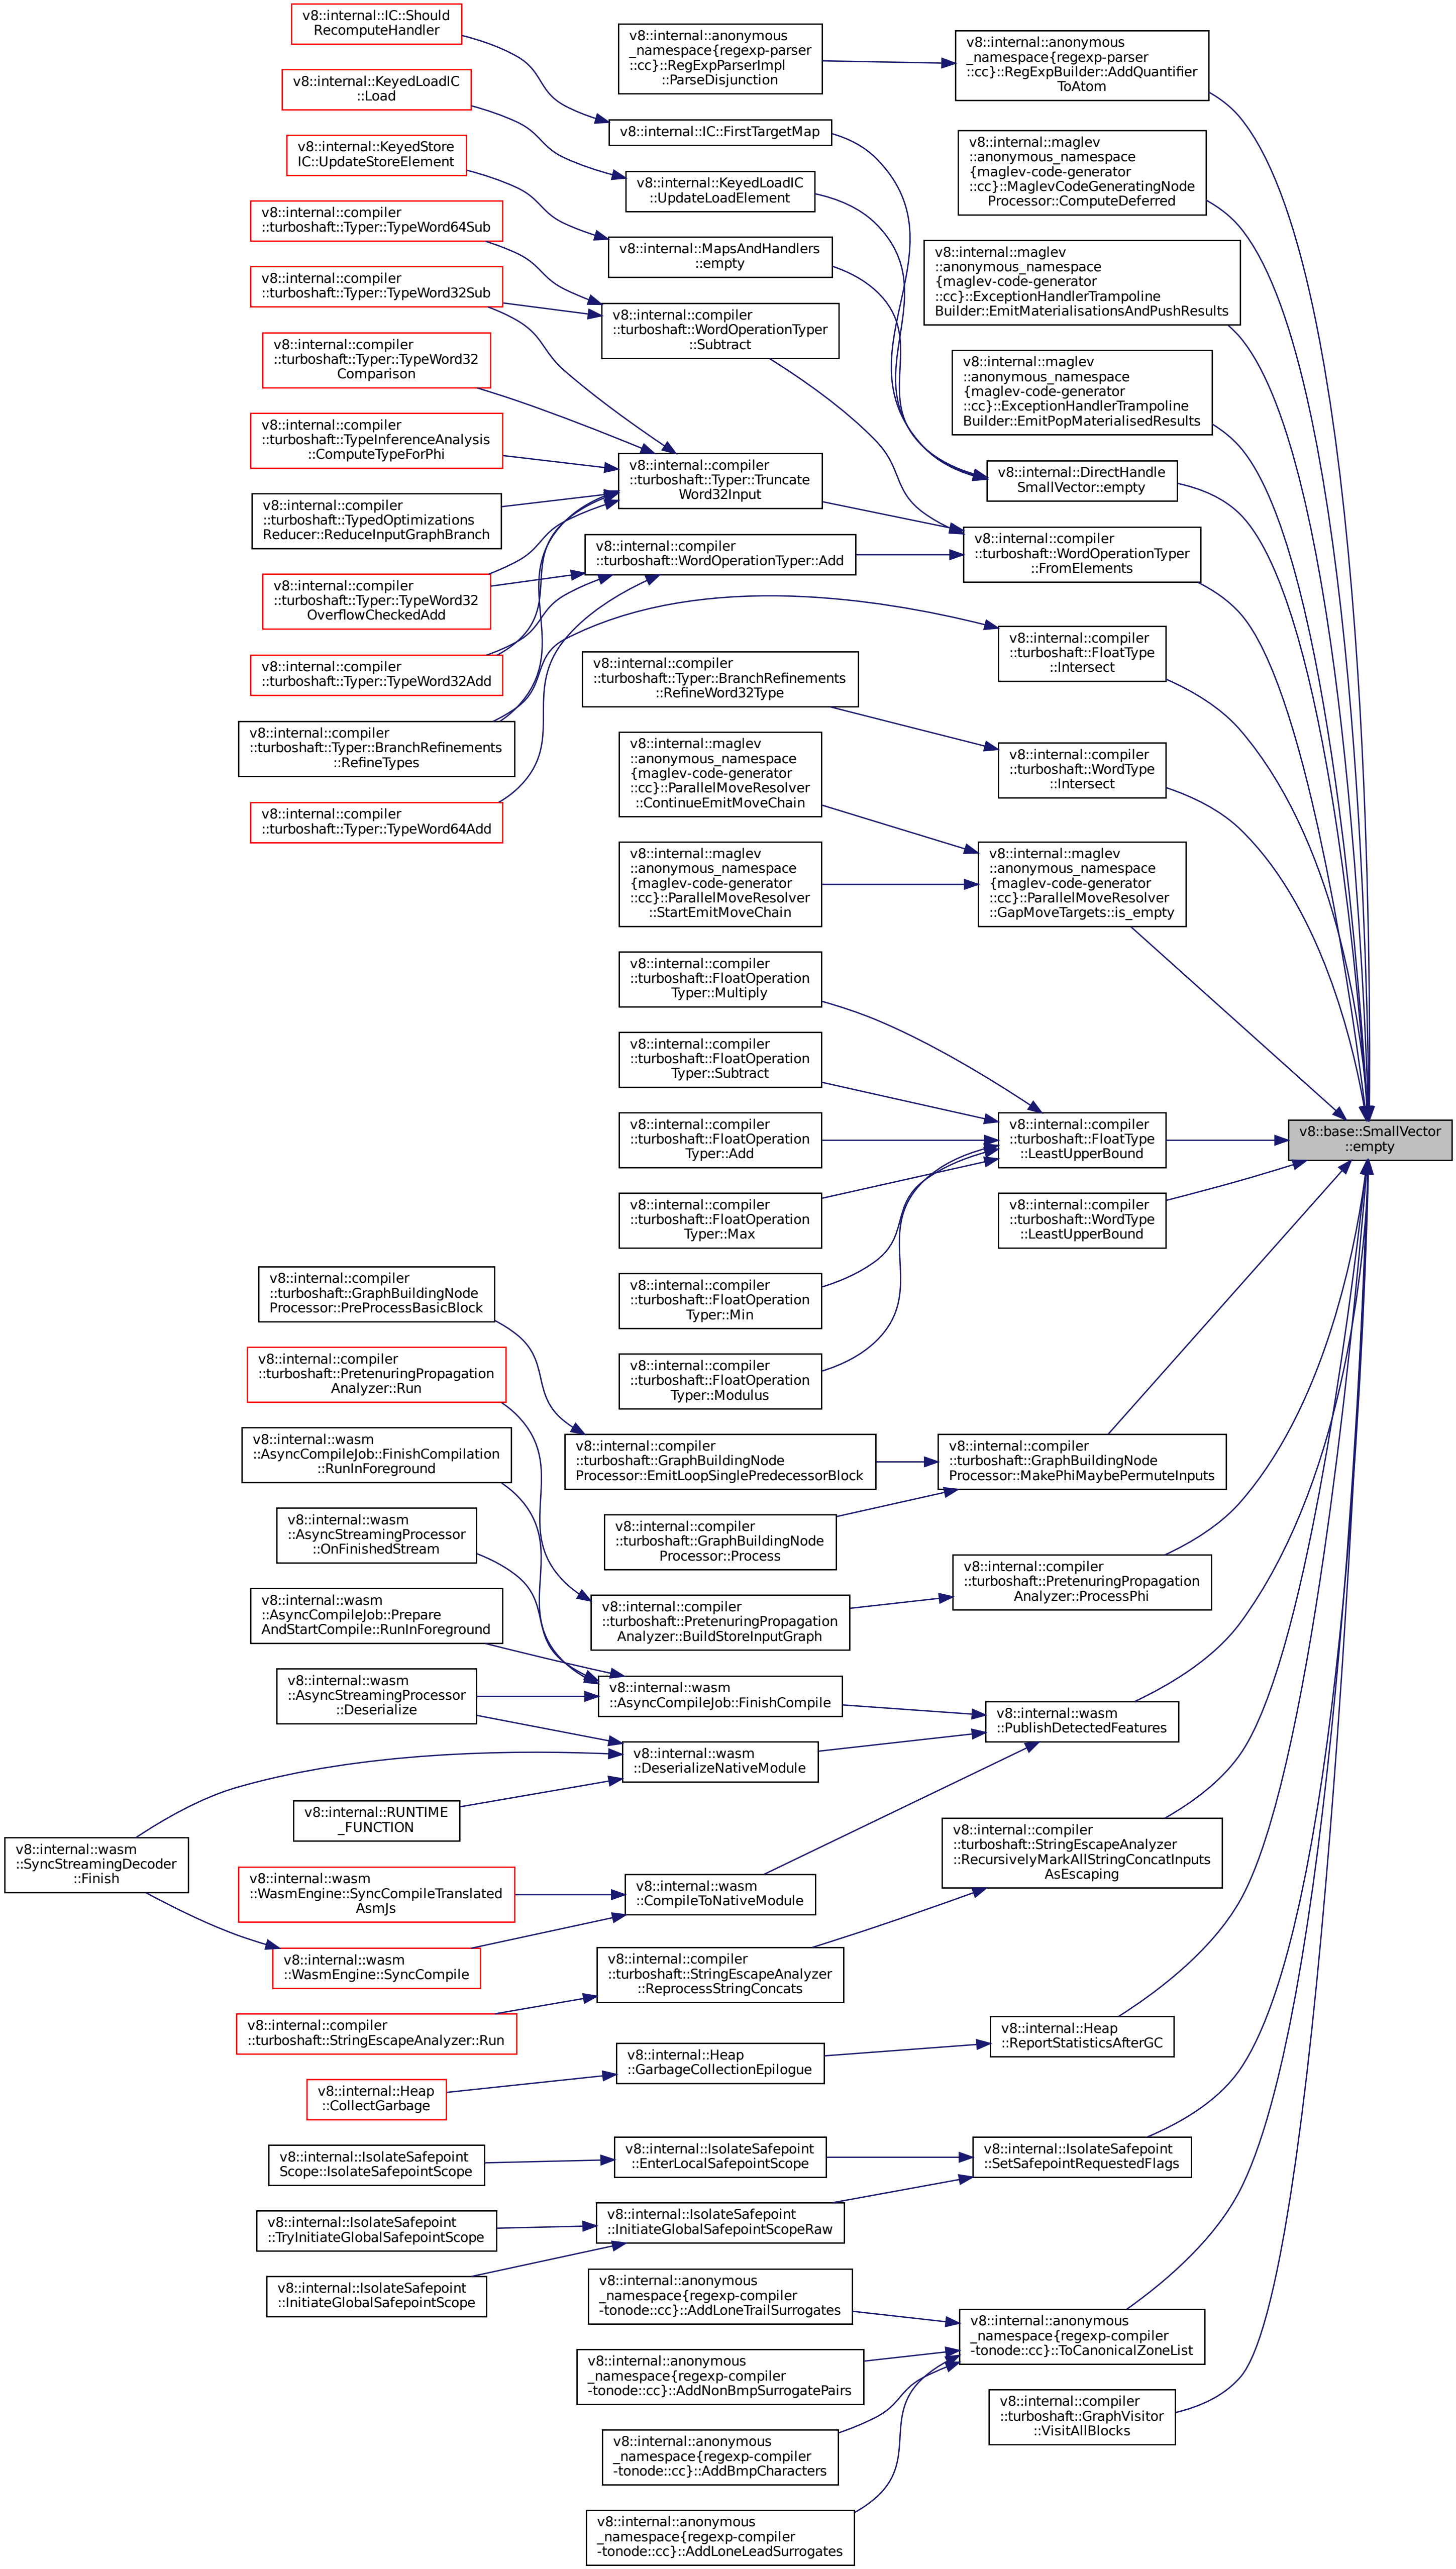 v8::internal::IC::Should
RecomputeHandler
v8::internal::KeyedLoadIC
::Load
v8::internal::KeyedStore
IC::UpdateStoreElement
v8::internal::compiler
::turboshaft::Typer::TypeWord64Sub
v8::internal::compiler
::turboshaft::Typer::TypeWord32Sub
v8::internal::compiler
::turboshaft::Typer::TypeWord32
Comparison
v8::internal::compiler
::turboshaft::TypeInferenceAnalysis
::ComputeTypeForPhi
v8::internal::compiler
::turboshaft::TypedOptimizations
Reducer::ReduceInputGraphBranch
v8::internal::compiler
::turboshaft::Typer::TypeWord32
OverflowCheckedAdd
v8::internal::compiler
::turboshaft::Typer::TypeWord32Add
v8::internal::compiler
::turboshaft::Typer::BranchRefinements
::RefineTypes
v8::internal::compiler
::turboshaft::Typer::TypeWord64Add
v8::internal::anonymous
_namespace{regexp-parser
::cc}::RegExpParserImpl
::ParseDisjunction
v8::internal::IC::FirstTargetMap
v8::internal::KeyedLoadIC
::UpdateLoadElement
v8::internal::MapsAndHandlers
::empty
v8::internal::compiler
::turboshaft::WordOperationTyper
::Subtract
v8::internal::compiler
::turboshaft::Typer::Truncate
Word32Input
v8::internal::compiler
::turboshaft::WordOperationTyper::Add
v8::internal::compiler
::turboshaft::Typer::BranchRefinements
::RefineWord32Type
v8::internal::maglev
::anonymous_namespace
{maglev-code-generator
::cc}::ParallelMoveResolver
::ContinueEmitMoveChain
v8::internal::maglev
::anonymous_namespace
{maglev-code-generator
::cc}::ParallelMoveResolver
::StartEmitMoveChain
v8::internal::compiler
::turboshaft::FloatOperation
Typer::Multiply
v8::internal::compiler
::turboshaft::FloatOperation
Typer::Subtract
v8::internal::compiler
::turboshaft::FloatOperation
Typer::Add
v8::internal::compiler
::turboshaft::FloatOperation
Typer::Max
v8::internal::compiler
::turboshaft::FloatOperation
Typer::Min
v8::internal::compiler
::turboshaft::FloatOperation
Typer::Modulus
v8::internal::anonymous
_namespace{regexp-parser
::cc}::RegExpBuilder::AddQuantifier
ToAtom
v8::internal::maglev
::anonymous_namespace
{maglev-code-generator
::cc}::MaglevCodeGeneratingNode
Processor::ComputeDeferred
v8::internal::maglev
::anonymous_namespace
{maglev-code-generator
::cc}::ExceptionHandlerTrampoline
Builder::EmitMaterialisationsAndPushResults
v8::internal::maglev
::anonymous_namespace
{maglev-code-generator
::cc}::ExceptionHandlerTrampoline
Builder::EmitPopMaterialisedResults
v8::internal::DirectHandle
SmallVector::empty
v8::internal::compiler
::turboshaft::WordOperationTyper
::FromElements
v8::internal::compiler
::turboshaft::FloatType
::Intersect
v8::internal::compiler
::turboshaft::WordType
::Intersect
v8::internal::maglev
::anonymous_namespace
{maglev-code-generator
::cc}::ParallelMoveResolver
::GapMoveTargets::is_empty
v8::internal::compiler
::turboshaft::FloatType
::LeastUpperBound
v8::internal::compiler
::turboshaft::WordType
::LeastUpperBound
v8::base::SmallVector
::empty
v8::internal::compiler
::turboshaft::GraphBuildingNode
Processor::PreProcessBasicBlock
v8::internal::compiler
::turboshaft::PretenuringPropagation
Analyzer::Run
v8::internal::wasm
::AsyncCompileJob::FinishCompilation
::RunInForeground
v8::internal::wasm
::AsyncStreamingProcessor
::OnFinishedStream
v8::internal::wasm
::AsyncCompileJob::Prepare
AndStartCompile::RunInForeground
v8::internal::wasm
::AsyncStreamingProcessor
::Deserialize
v8::internal::RUNTIME
_FUNCTION
v8::internal::wasm
::SyncStreamingDecoder
::Finish
v8::internal::wasm
::WasmEngine::SyncCompileTranslated
AsmJs
v8::internal::wasm
::WasmEngine::SyncCompile
v8::internal::compiler
::turboshaft::StringEscapeAnalyzer::Run
v8::internal::Heap
::CollectGarbage
v8::internal::IsolateSafepoint
Scope::IsolateSafepointScope
v8::internal::IsolateSafepoint
::TryInitiateGlobalSafepointScope
v8::internal::IsolateSafepoint
::InitiateGlobalSafepointScope
v8::internal::compiler
::turboshaft::GraphBuildingNode
Processor::EmitLoopSinglePredecessorBlock
v8::internal::compiler
::turboshaft::GraphBuildingNode
Processor::Process
v8::internal::compiler
::turboshaft::PretenuringPropagation
Analyzer::BuildStoreInputGraph
v8::internal::wasm
::AsyncCompileJob::FinishCompile
v8::internal::wasm
::DeserializeNativeModule
v8::internal::wasm
::CompileToNativeModule
v8::internal::compiler
::turboshaft::StringEscapeAnalyzer
::ReprocessStringConcats
v8::internal::Heap
::GarbageCollectionEpilogue
v8::internal::IsolateSafepoint
::EnterLocalSafepointScope
v8::internal::IsolateSafepoint
::InitiateGlobalSafepointScopeRaw
v8::internal::anonymous
_namespace{regexp-compiler
-tonode::cc}::AddLoneTrailSurrogates
v8::internal::anonymous
_namespace{regexp-compiler
-tonode::cc}::AddNonBmpSurrogatePairs
v8::internal::anonymous
_namespace{regexp-compiler
-tonode::cc}::AddBmpCharacters
v8::internal::anonymous
_namespace{regexp-compiler
-tonode::cc}::AddLoneLeadSurrogates
v8::internal::compiler
::turboshaft::GraphBuildingNode
Processor::MakePhiMaybePermuteInputs
v8::internal::compiler
::turboshaft::PretenuringPropagation
Analyzer::ProcessPhi
v8::internal::wasm
::PublishDetectedFeatures
v8::internal::compiler
::turboshaft::StringEscapeAnalyzer
::RecursivelyMarkAllStringConcatInputs
AsEscaping
v8::internal::Heap
::ReportStatisticsAfterGC
v8::internal::IsolateSafepoint
::SetSafepointRequestedFlags
v8::internal::anonymous
_namespace{regexp-compiler
-tonode::cc}::ToCanonicalZoneList
v8::internal::compiler
::turboshaft::GraphVisitor
::VisitAllBlocks